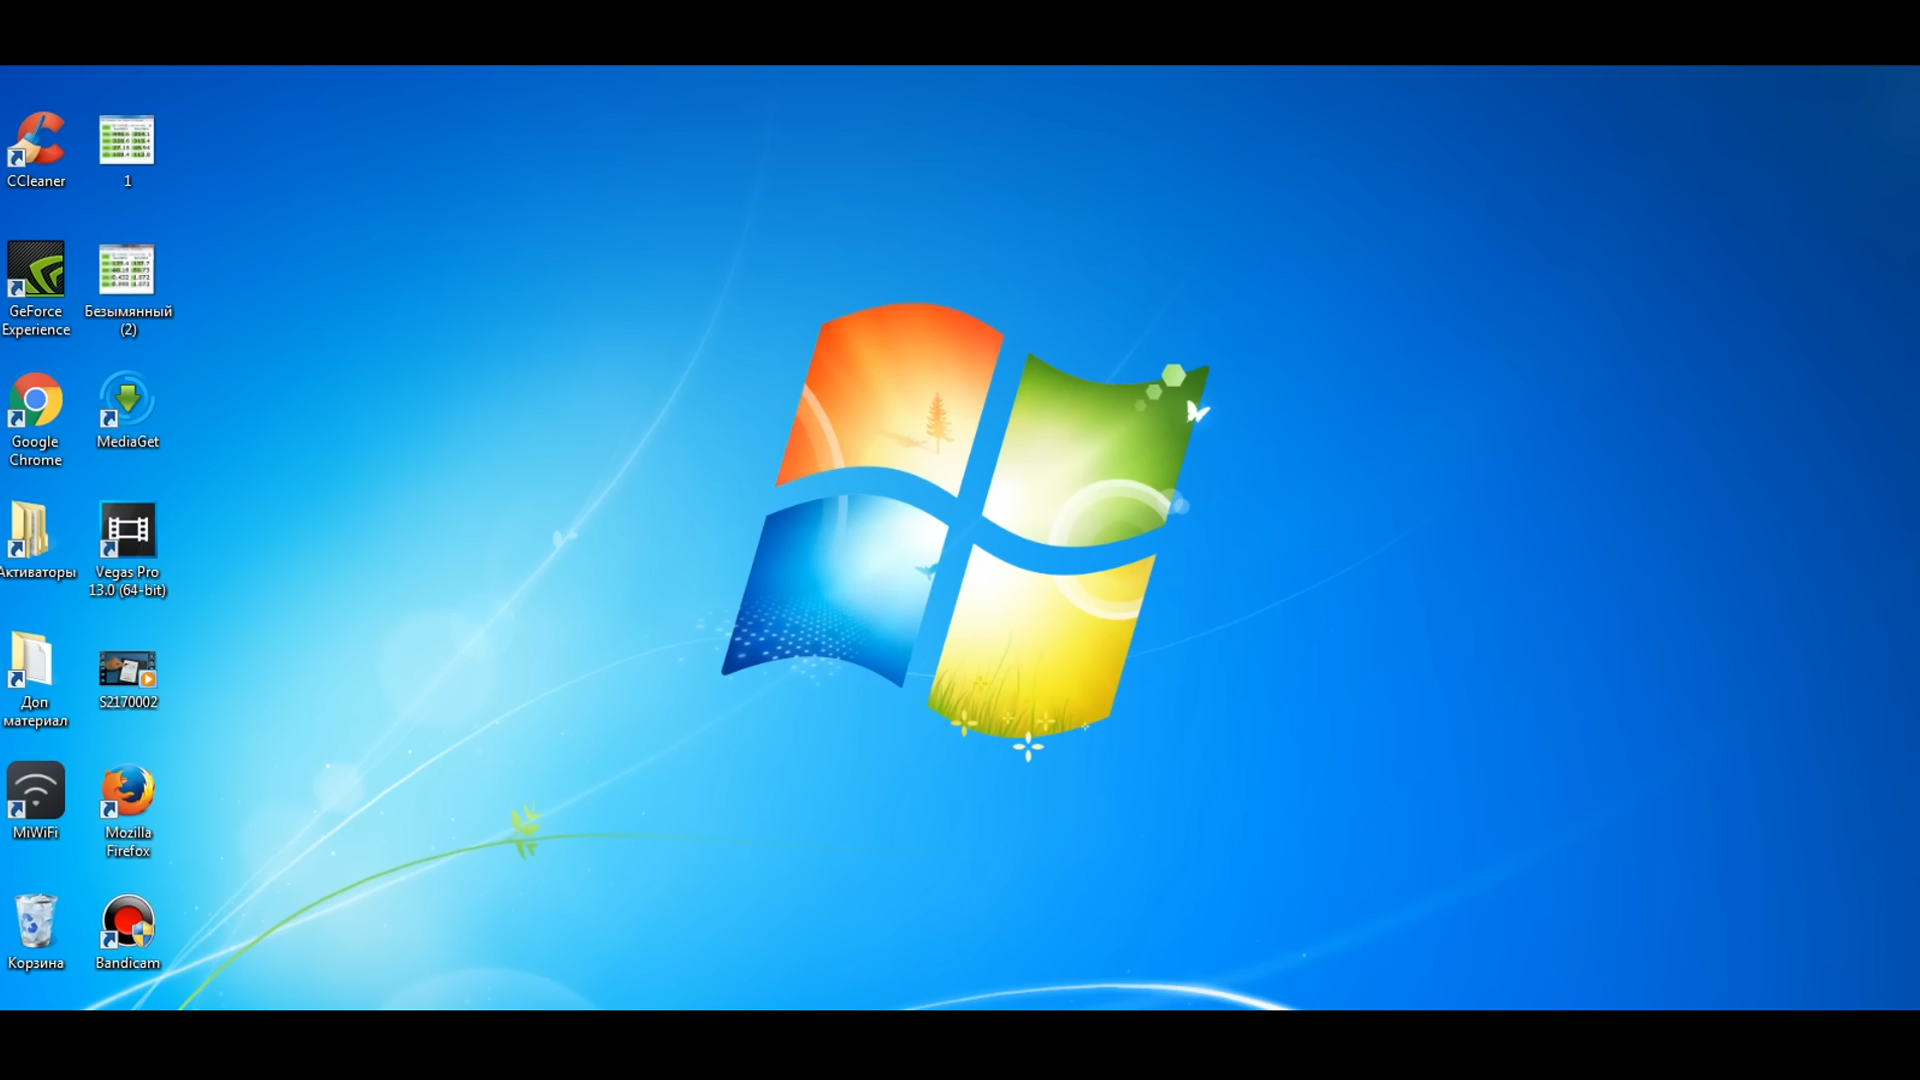 CCleaner
1
GeForce
Experience
Безымянный
(2)
Google
Chrome
MediaGet
Активаторы
Vegas Pro
13.0 (64-bit)
Доп
материал
S2170002
MiWiFi
Mozilla
Firefox
Корзина
Bandicam